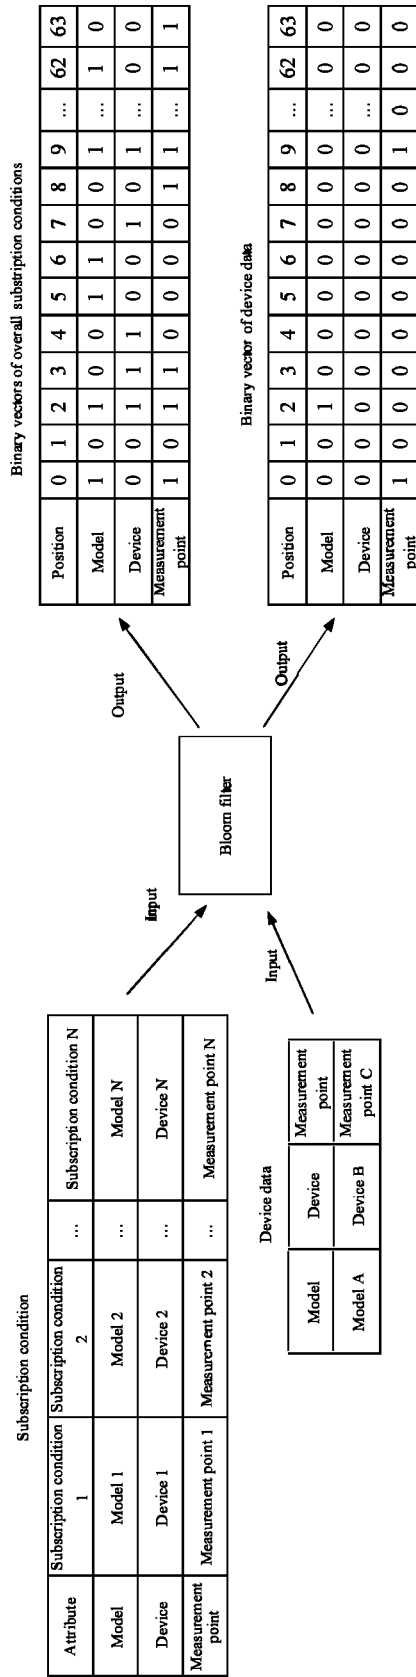 Subscription condition
Attribute Subscription condition 1 Subscription condition 2 ... Subscription condition N
Model Model 1 Model 2 ... Model N
Device Device 1 Device 2 ... Device N
Measurement point Measurement point 1 Measurement point 2 ... Measurement point N
Device data
Model Device Measurement point
Model A Device B Measurement point C
Input
Input
Bloom filter
Output
Output
Binary vectors of overall substription conditions
Position 0 1 2 3 4 5 6 7 8 9 ... 62 63
Model 1 0 1 0 0 1 1 0 0 1 ... 1 0
Device 0 0 1 1 1 0 0 1 0 1 ... 0 0
Measurement point 1 0 1 1 0 0 0 0 1 1 ... 1 1
Binary vector of device data
Position 0 1 2 3 4 5 6 7 8 9 ... 62 63
Model 0 0 1 0 0 0 0 0 0 0 ... 0 0
Device 0 0 0 0 0 0 0 0 0 0 ... 0 0
Measurement point 1 0 0 0 0 0 0 0 0 1 0 0 0